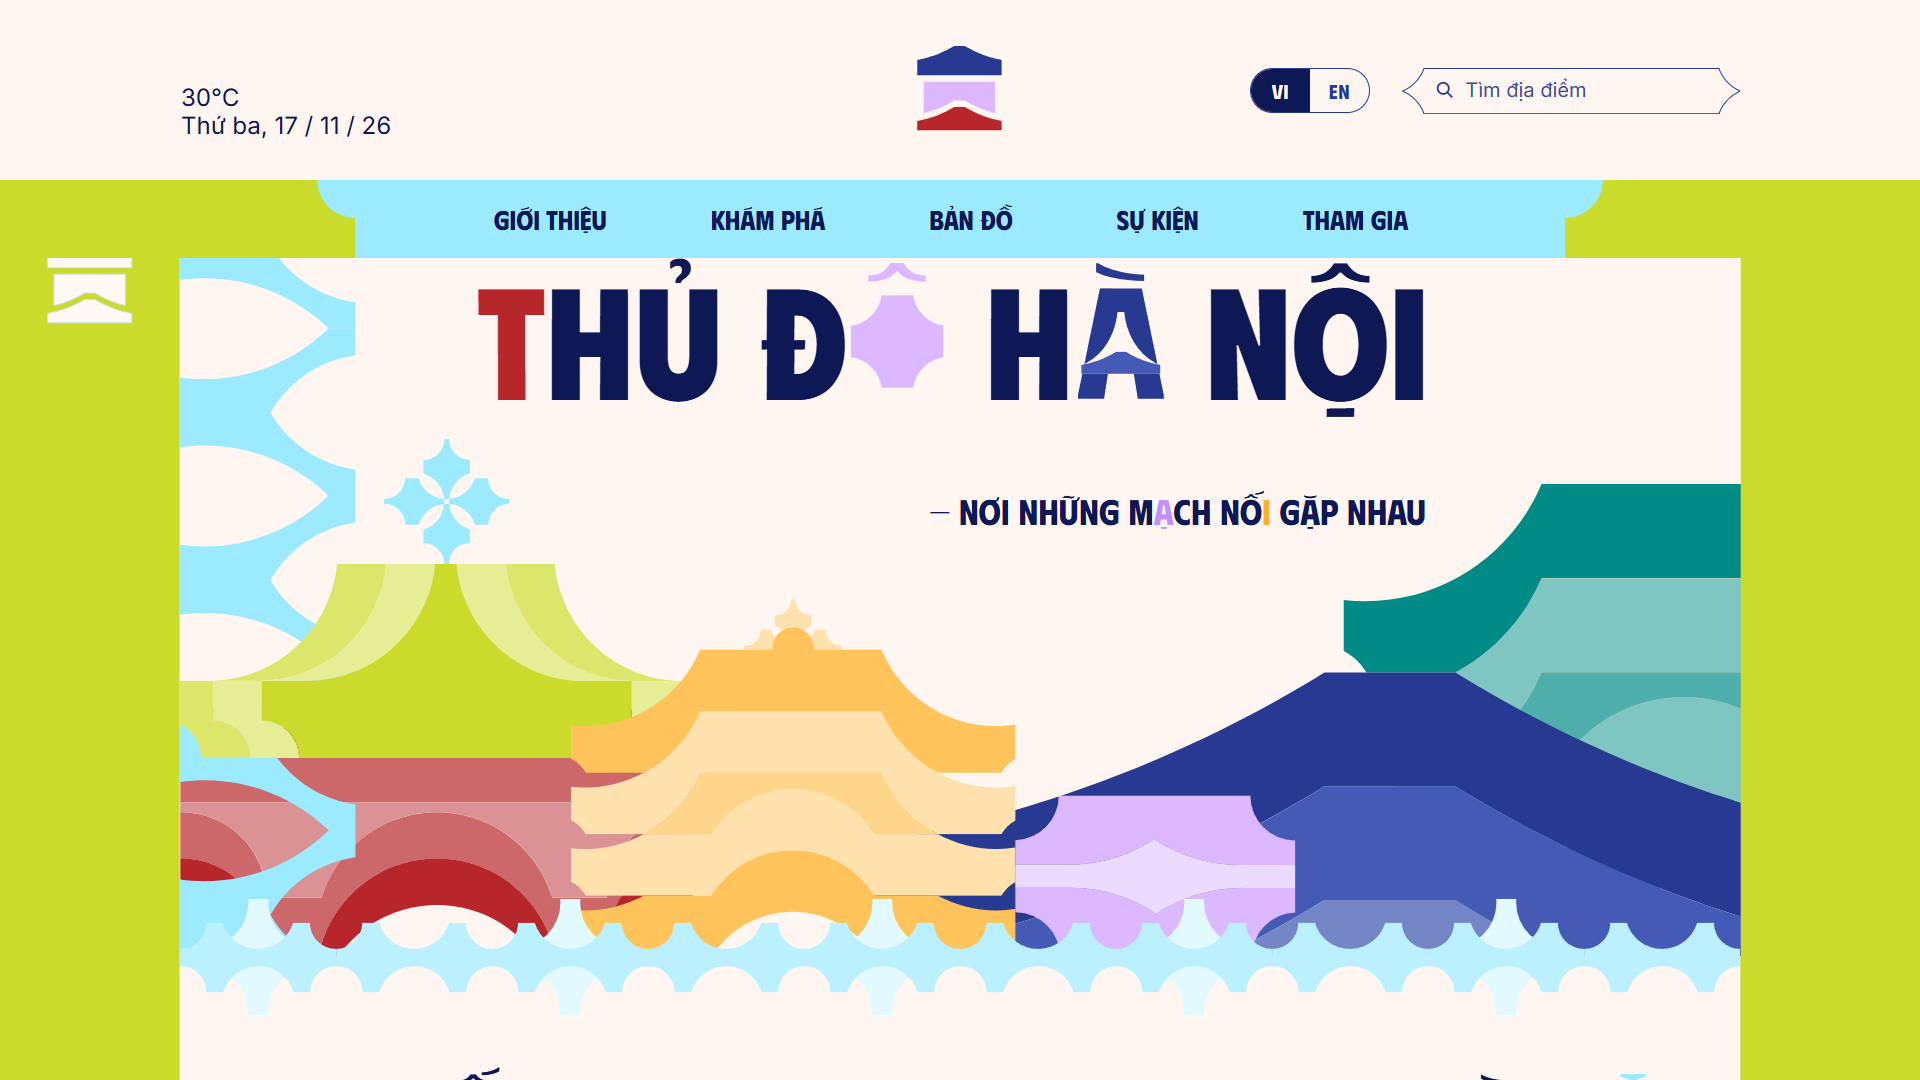 30°C
Thứ ba, 17 / 11 / 26
VI EN
Tìm địa điểm
GIỚI THIỆU KHÁM PHÁ BẢN ĐỒ SỰ KIỆN THAM GIA
THỦ ĐÔ HÀ NỘI
— NƠI NHỮNG MẠCH NỐI GẶP NHAU